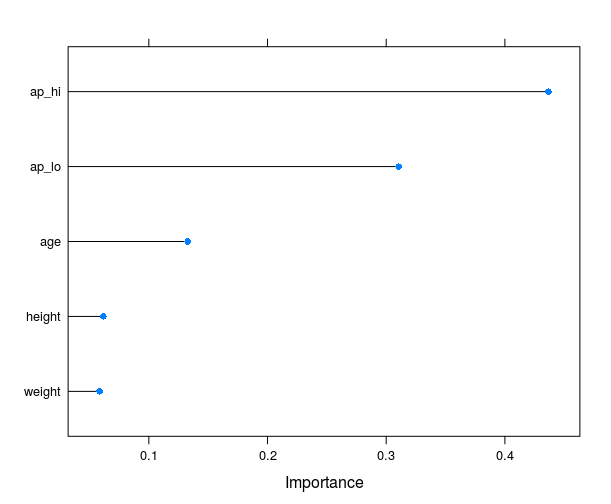 ap_hi
ap_lo
age
height
weight
0.1 0.2 0.3 0.4
Importance